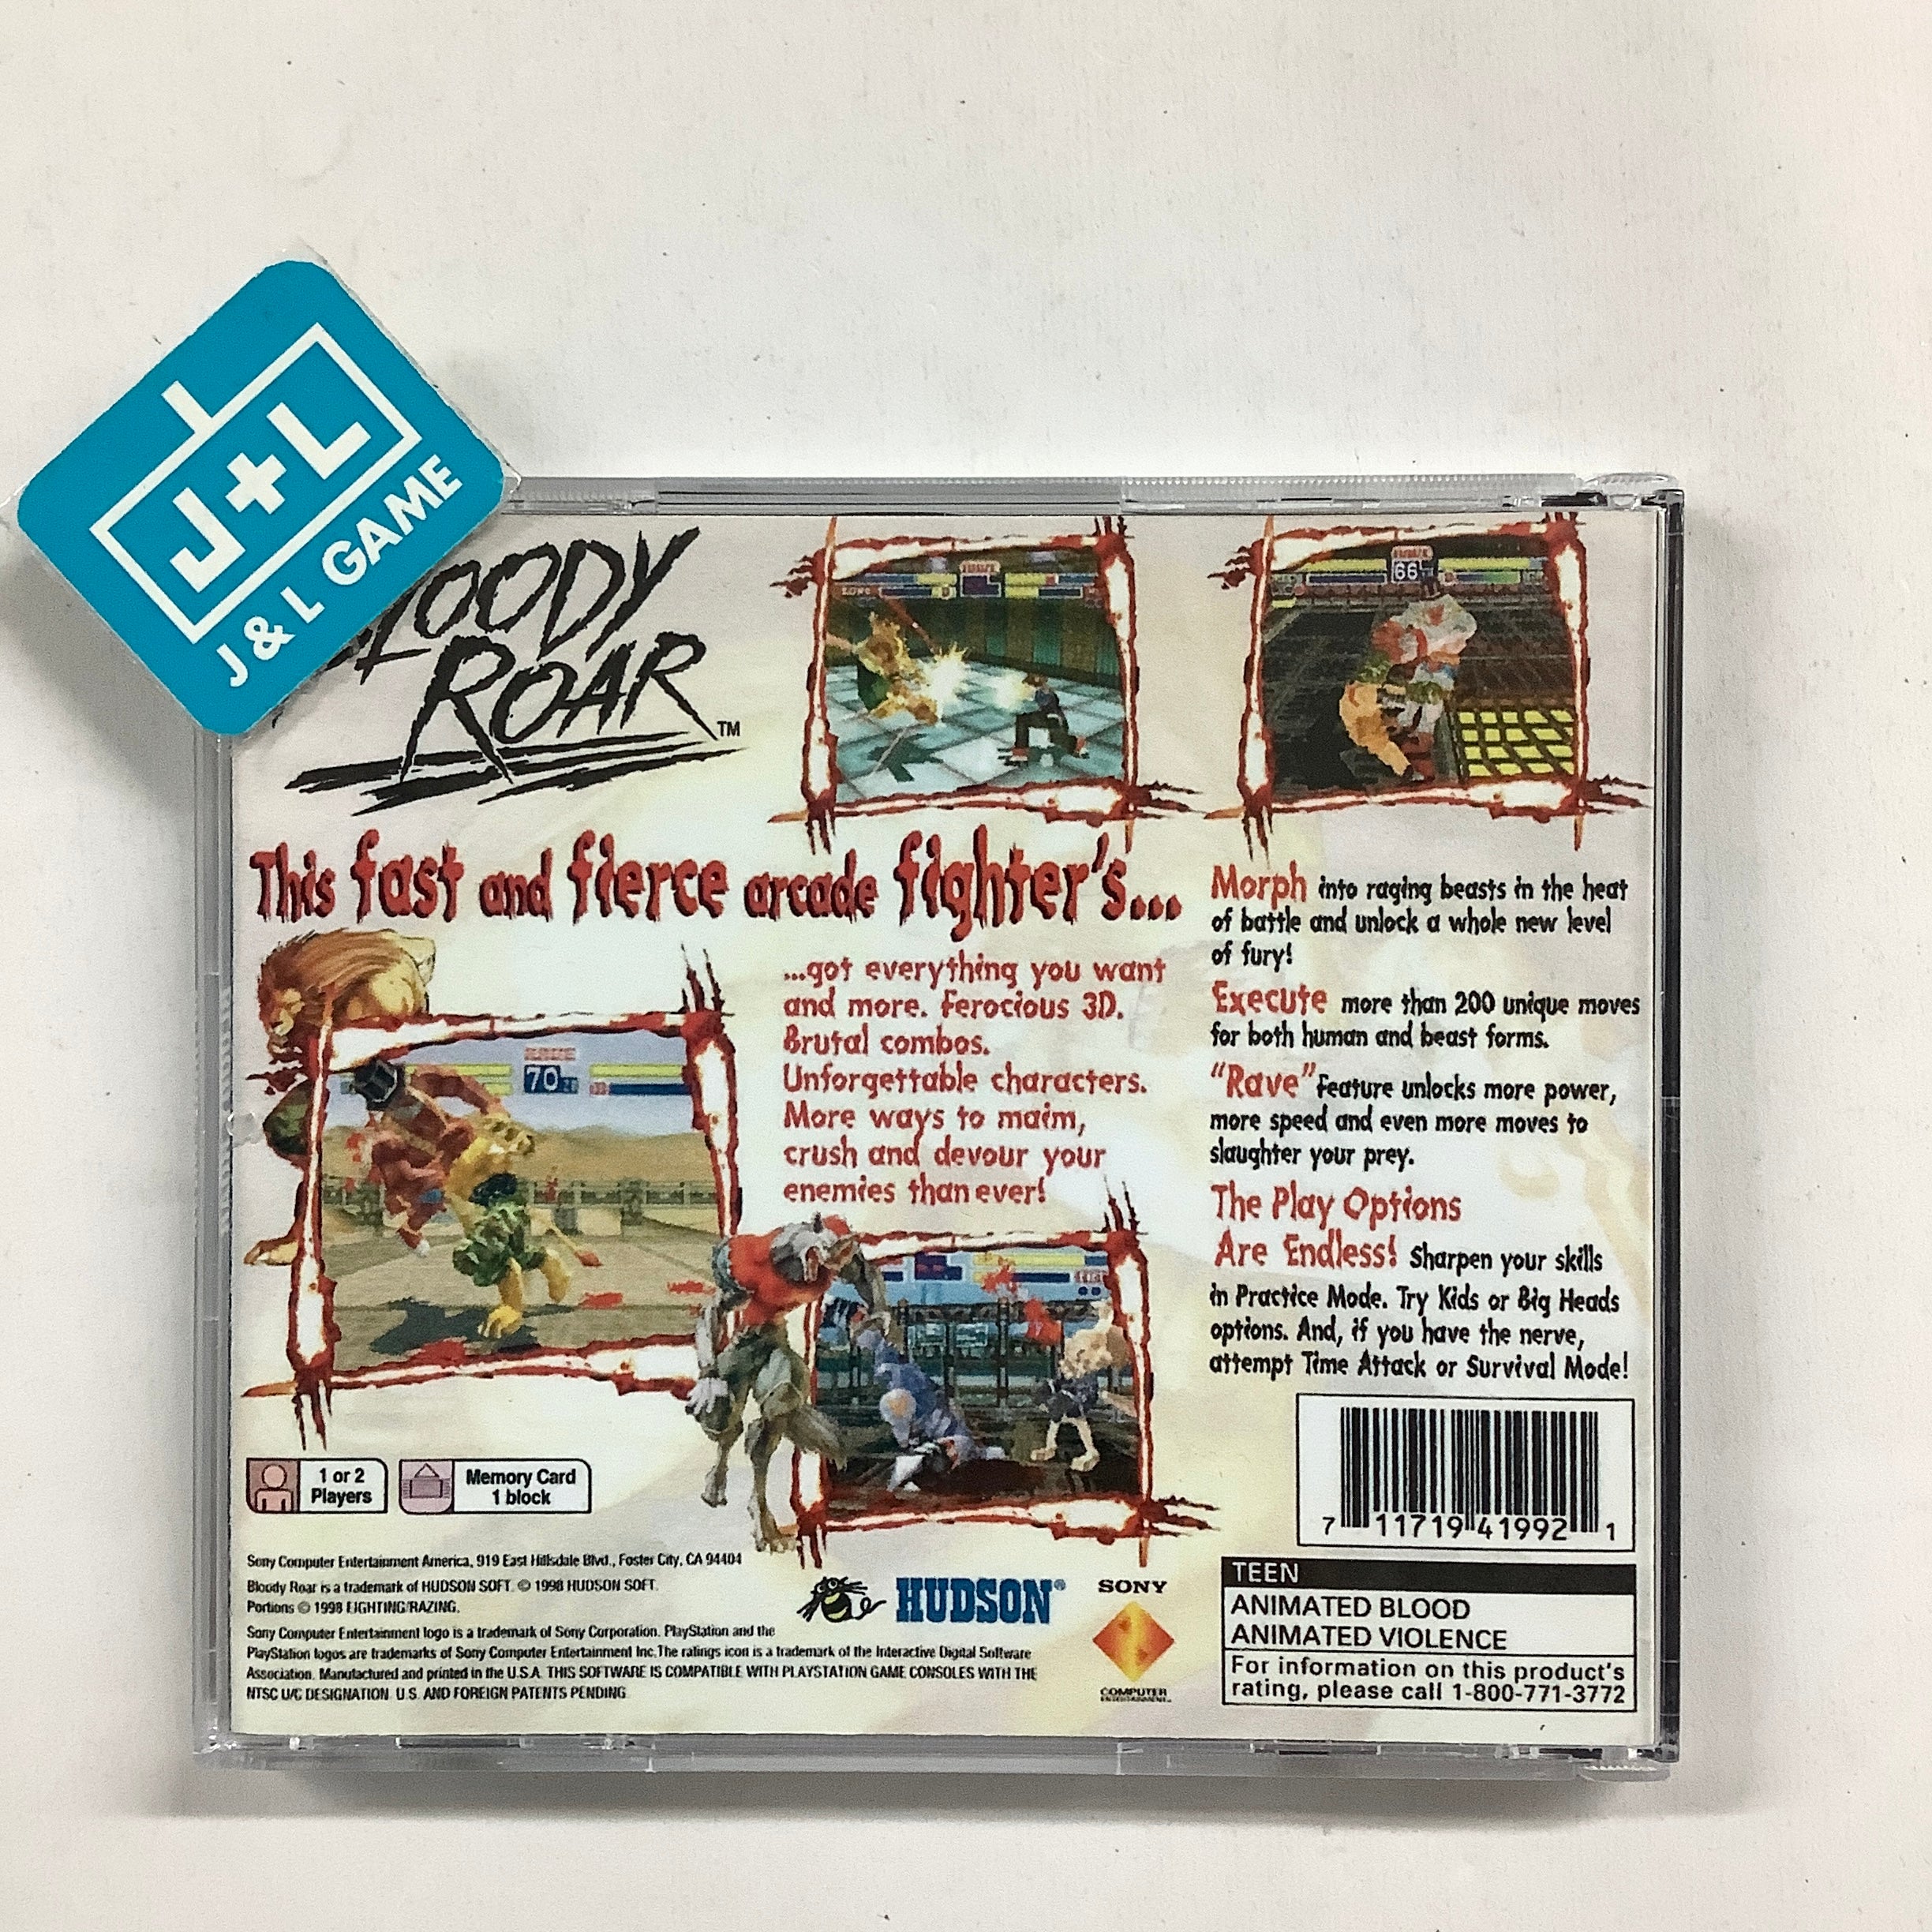 J+L
J & L GAME
BLOODY
ROAR™
66
This fast and fierce arcade fighter's...
...got everything you want
and more. Ferocious 3D.
Brutal combos.
Unforgettable characters.
More ways to maim,
crush and devour your
enemies than ever!
70
Morph into raging beasts in the heat
of battle and unlock a whole new level
of fury!
Execute more than 200 unique moves
for both human and beast forms.
"Rave" Feature unlocks more power,
more speed and even more moves to
slaughter your prey.
The Play Options
Are Endless! Sharpen your skills
in Practice Mode. Try Kids or Big Heads
options. And, if you have the nerve,
attempt Time Attack or Survival Mode!
1 or 2
Players
Memory Card
1 block
7 11719 41992 1
Sony Computer Entertainment America, 919 East Hillsdale Blvd., Foster City, CA 94404
Bloody Roar is a trademark of HUDSON SOFT. © 1998 HUDSON SOFT.
Portions © 1998 EIGHTING/RAZING.
Sony Computer Entertainment logo is a trademark of Sony Corporation. PlayStation and the
PlayStation logos are trademarks of Sony Computer Entertainment Inc. The ratings icon is a trademark of the Interactive Digital Software
Association. Manufactured and printed in the U.S.A. THIS SOFTWARE IS COMPATIBLE WITH PLAYSTATION GAME CONSOLES WITH THE
NTSC U/C DESIGNATION. U.S. AND FOREIGN PATENTS PENDING.
HUDSON®
SONY
COMPUTER
ENTERTAINMENT
TEEN
ANIMATED BLOOD
ANIMATED VIOLENCE
For information on this product's
rating, please call 1-800-771-3772